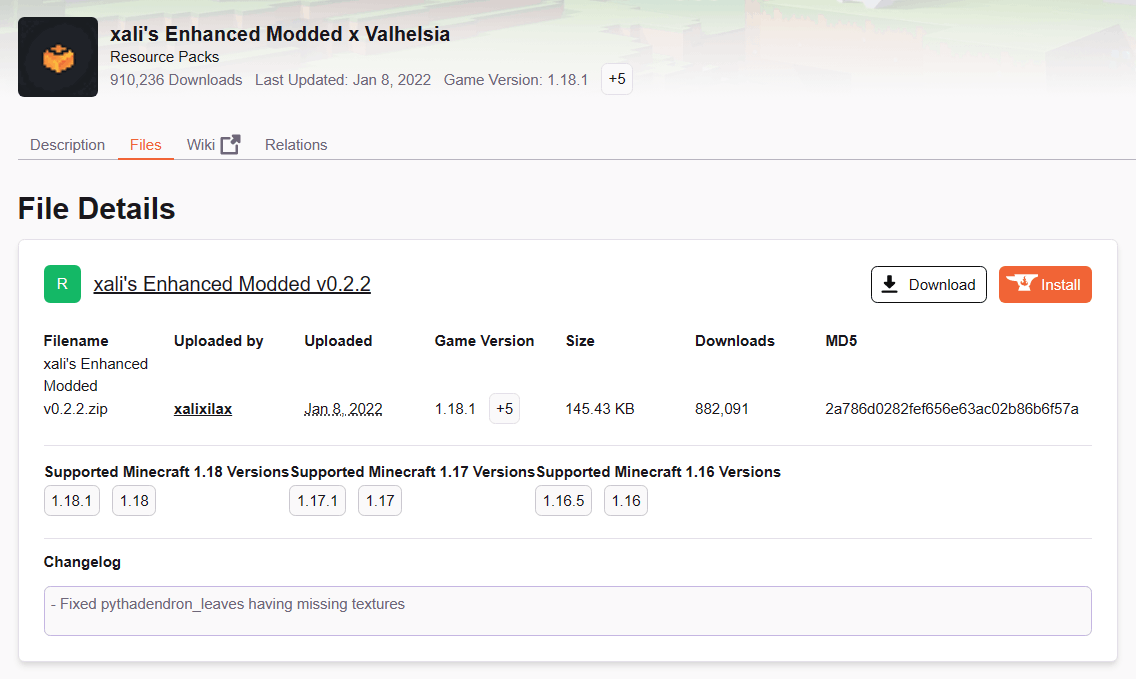 xali's Enhanced Modded x Valhelsia
Resource Packs
910,236 Downloads Last Updated: Jan 8, 2022 Game Version: 1.18.1 +5
Description Files Wiki Relations
File Details
R xali's Enhanced Modded v0.2.2 Download Install
Filename Uploaded by Uploaded Game Version Size Downloads MD5
xali's Enhanced
Modded
v0.2.2.zip xalixilax Jan 8, 2022 1.18.1 +5 145.43 KB 882,091 2a786d0282fef656e63ac02b86b6f57a
Supported Minecraft 1.18 Versions Supported Minecraft 1.17 Versions Supported Minecraft 1.16 Versions
1.18.1 1.18 1.17.1 1.17 1.16.5 1.16
Changelog
- Fixed pythadendron_leaves having missing textures